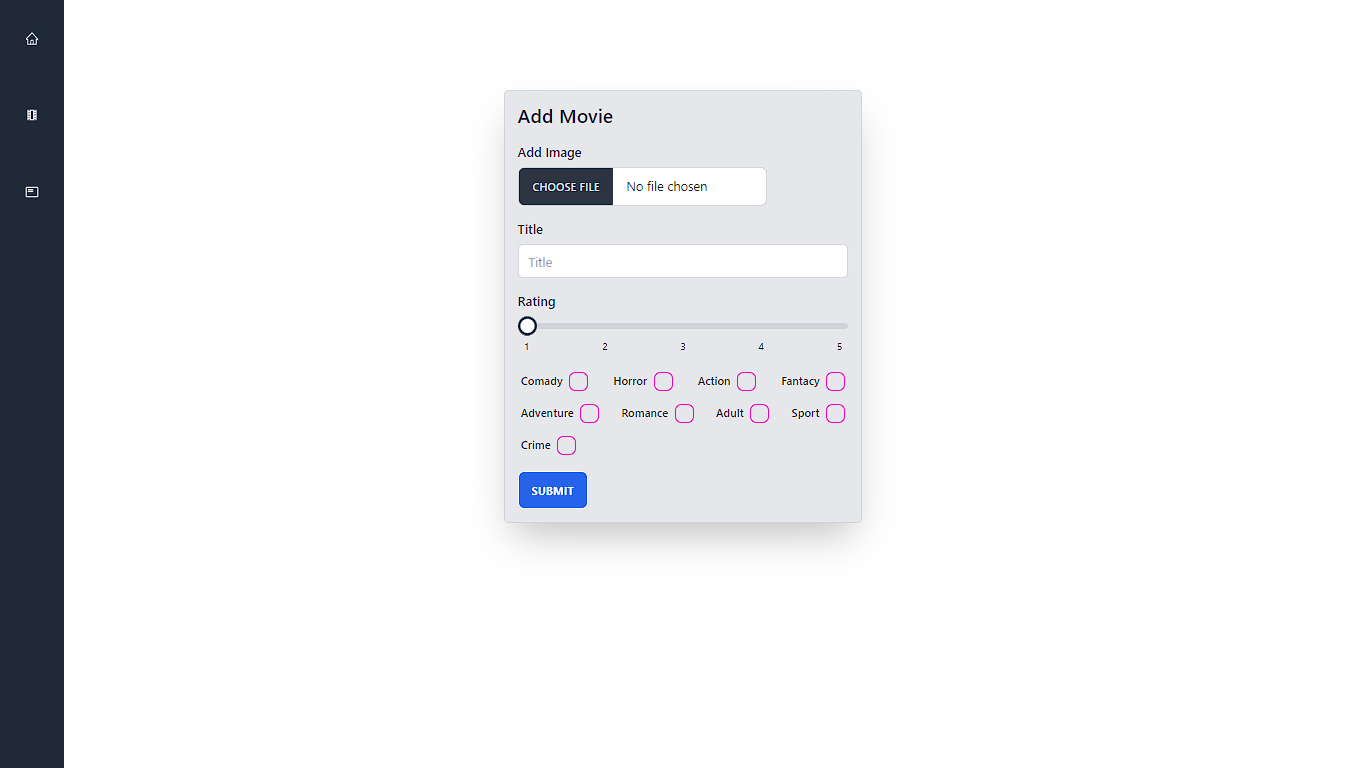 Add Movie
Add Image
CHOOSE FILE No file chosen
Title
Title
Rating
1 2 3 4 5
Comady Horror Action Fantacy
Adventure Romance Adult Sport
Crime
SUBMIT